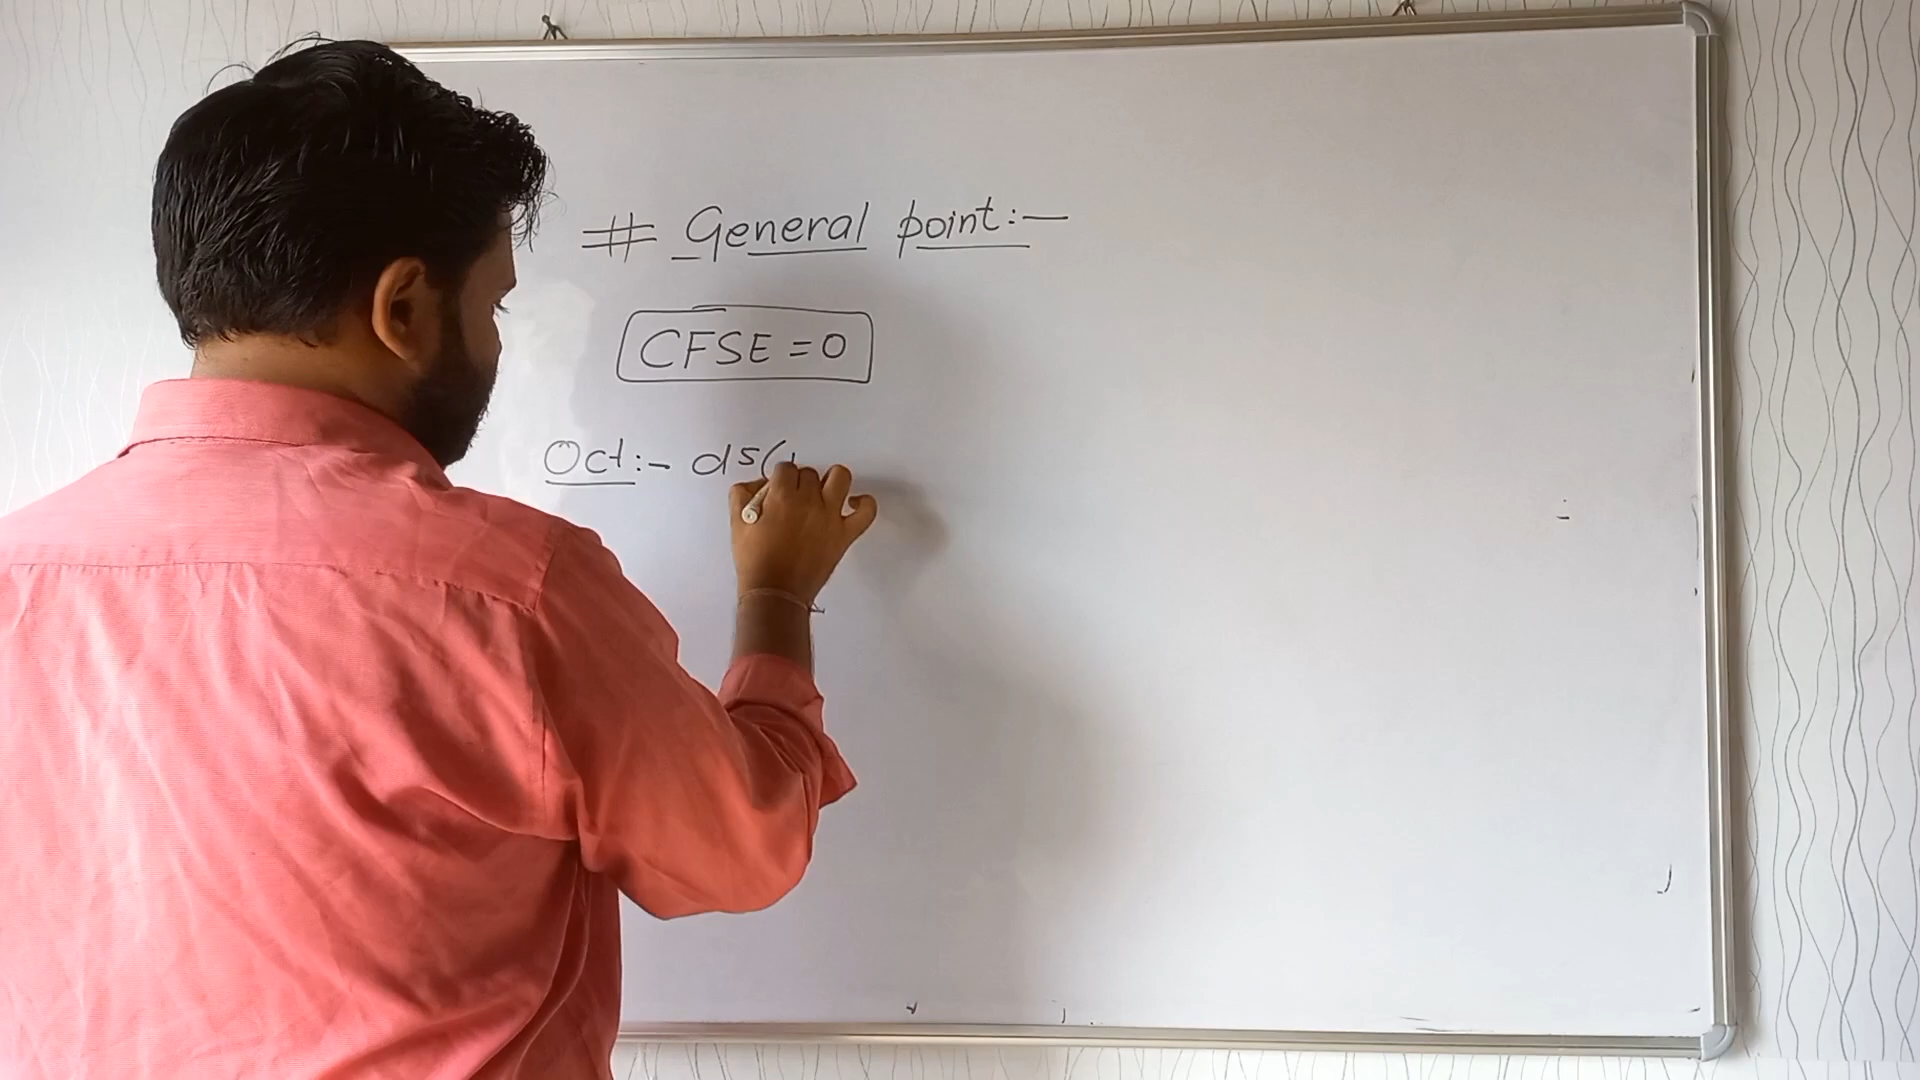 # General point:-
CFSE = 0
Oct:- d5(